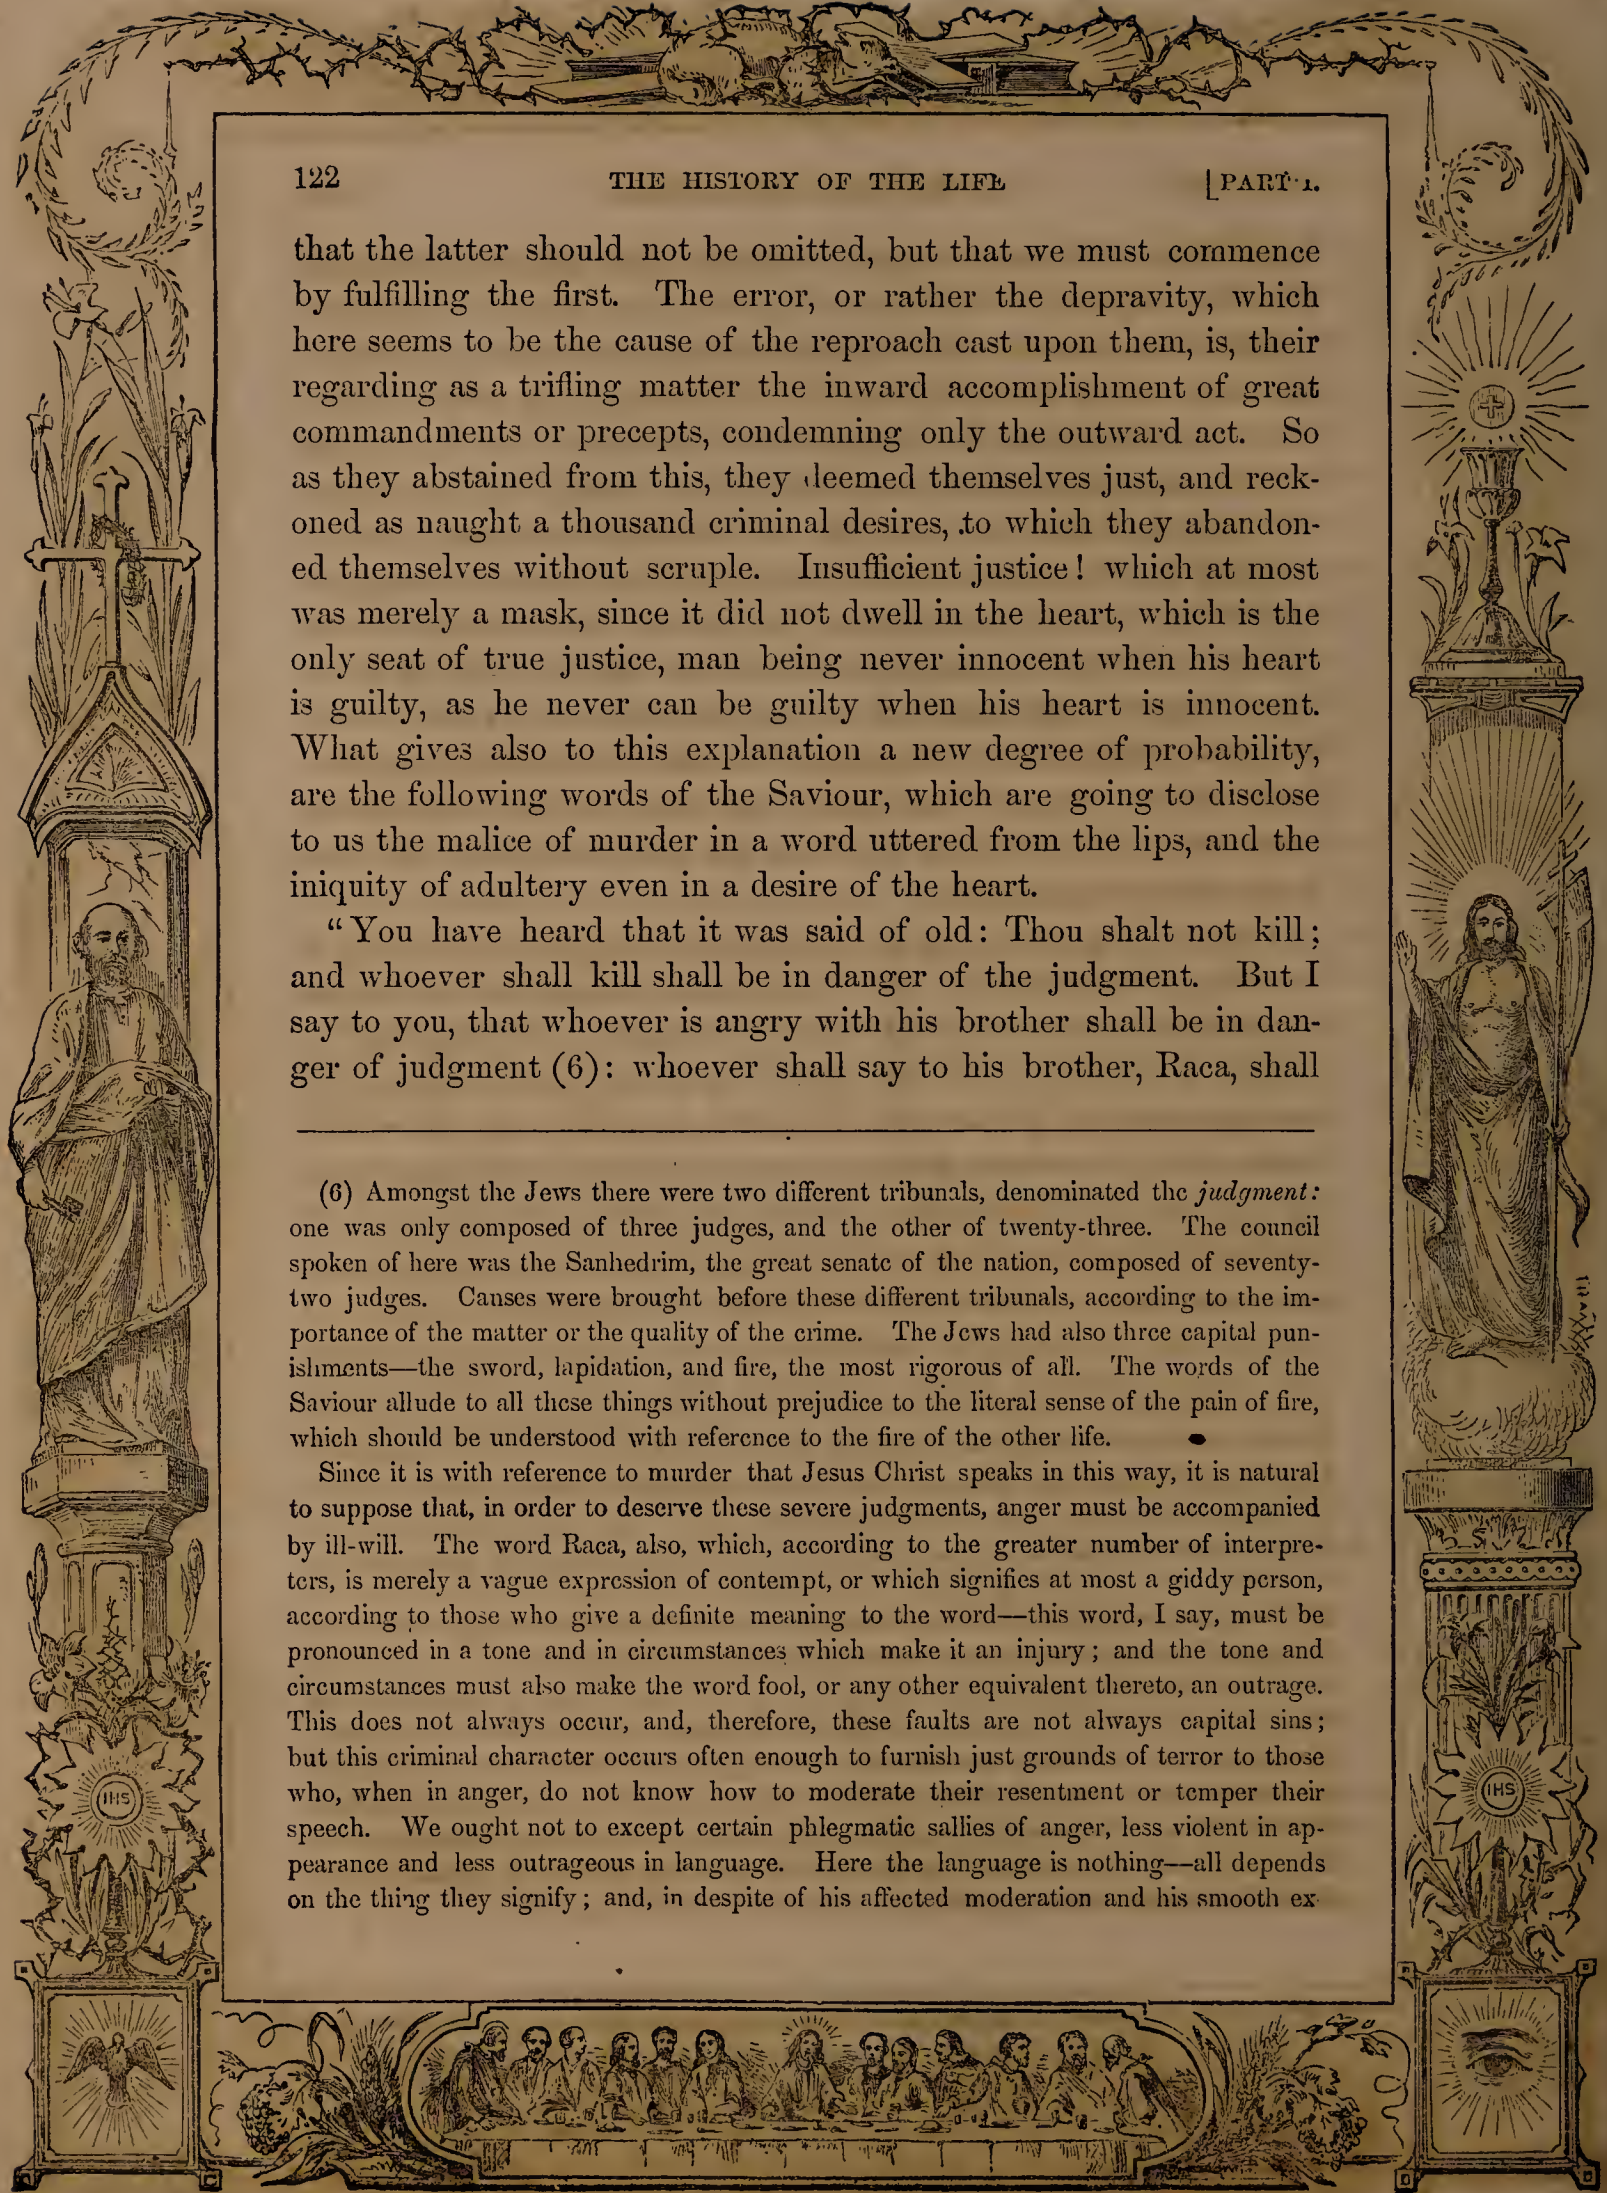 122 THE HISTORY OF THE LIFE [PART I.
that the latter should not be omitted, but that we must commence
by fulfilling the first. The error, or rather the depravity, which
here seems to be the cause of the reproach cast upon them, is, their
regarding as a trifling matter the inward accomplishment of great
commandments or precepts, condemning only the outward act. So
as they abstained from this, they deemed themselves just, and reck-
oned as naught a thousand criminal desires, to which they abandon-
ed themselves without scruple. Insufficient justice! which at most
was merely a mask, since it did not dwell in the heart, which is the
only seat of true justice, man being never innocent when his heart
is guilty, as he never can be guilty when his heart is innocent.
What gives also to this explanation a new degree of probability,
are the following words of the Saviour, which are going to disclose
to us the malice of murder in a word uttered from the lips, and the
iniquity of adultery even in a desire of the heart.
"You have heard that it was said of old: Thou shalt not kill;
and whoever shall kill shall be in danger of the judgment. But I
say to you, that whoever is angry with his brother shall be in dan-
ger of judgment (6): whoever shall say to his brother, Raca, shall
(6) Amongst the Jews there were two different tribunals, denominated the judgment:
one was only composed of three judges, and the other of twenty-three. The council
spoken of here was the Sanhedrim, the great senate of the nation, composed of seventy-
two judges. Causes were brought before these different tribunals, according to the im-
portance of the matter or the quality of the crime. The Jews had also three capital pun-
ishments—the sword, lapidation, and fire, the most rigorous of all. The words of the
Saviour allude to all these things without prejudice to the literal sense of the pain of fire,
which should be understood with reference to the fire of the other life.
Since it is with reference to murder that Jesus Christ speaks in this way, it is natural
to suppose that, in order to deserve these severe judgments, anger must be accompanied
by ill-will. The word Raca, also, which, according to the greater number of interpre-
ters, is merely a vague expression of contempt, or which signifies at most a giddy person,
according to those who give a definite meaning to the word—this word, I say, must be
pronounced in a tone and in circumstances which make it an injury; and the tone and
circumstances must also make the word fool, or any other equivalent thereto, an outrage.
This does not always occur, and, therefore, these faults are not always capital sins;
but this criminal character occurs often enough to furnish just grounds of terror to those
who, when in anger, do not know how to moderate their resentment or temper their
speech. We ought not to except certain phlegmatic sallies of anger, less violent in ap-
pearance and less outrageous in language. Here the language is nothing—all depends
on the thing they signify; and, in despite of his affected moderation and his smooth ex-
IHS
IHS